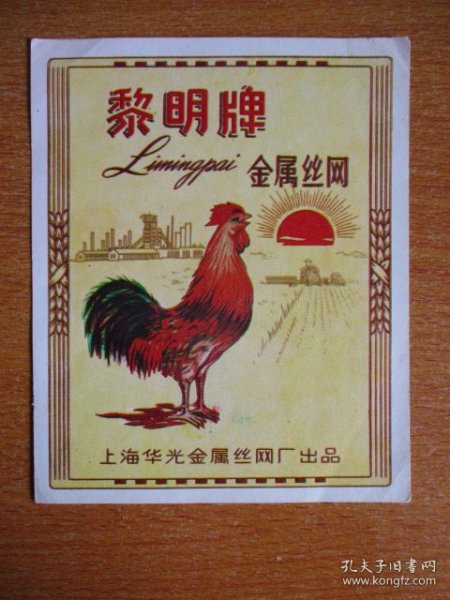 黎明牌
Limingpai
金属丝网
上海华光金属丝网厂出品
孔夫子旧书网
www.kongfz.com